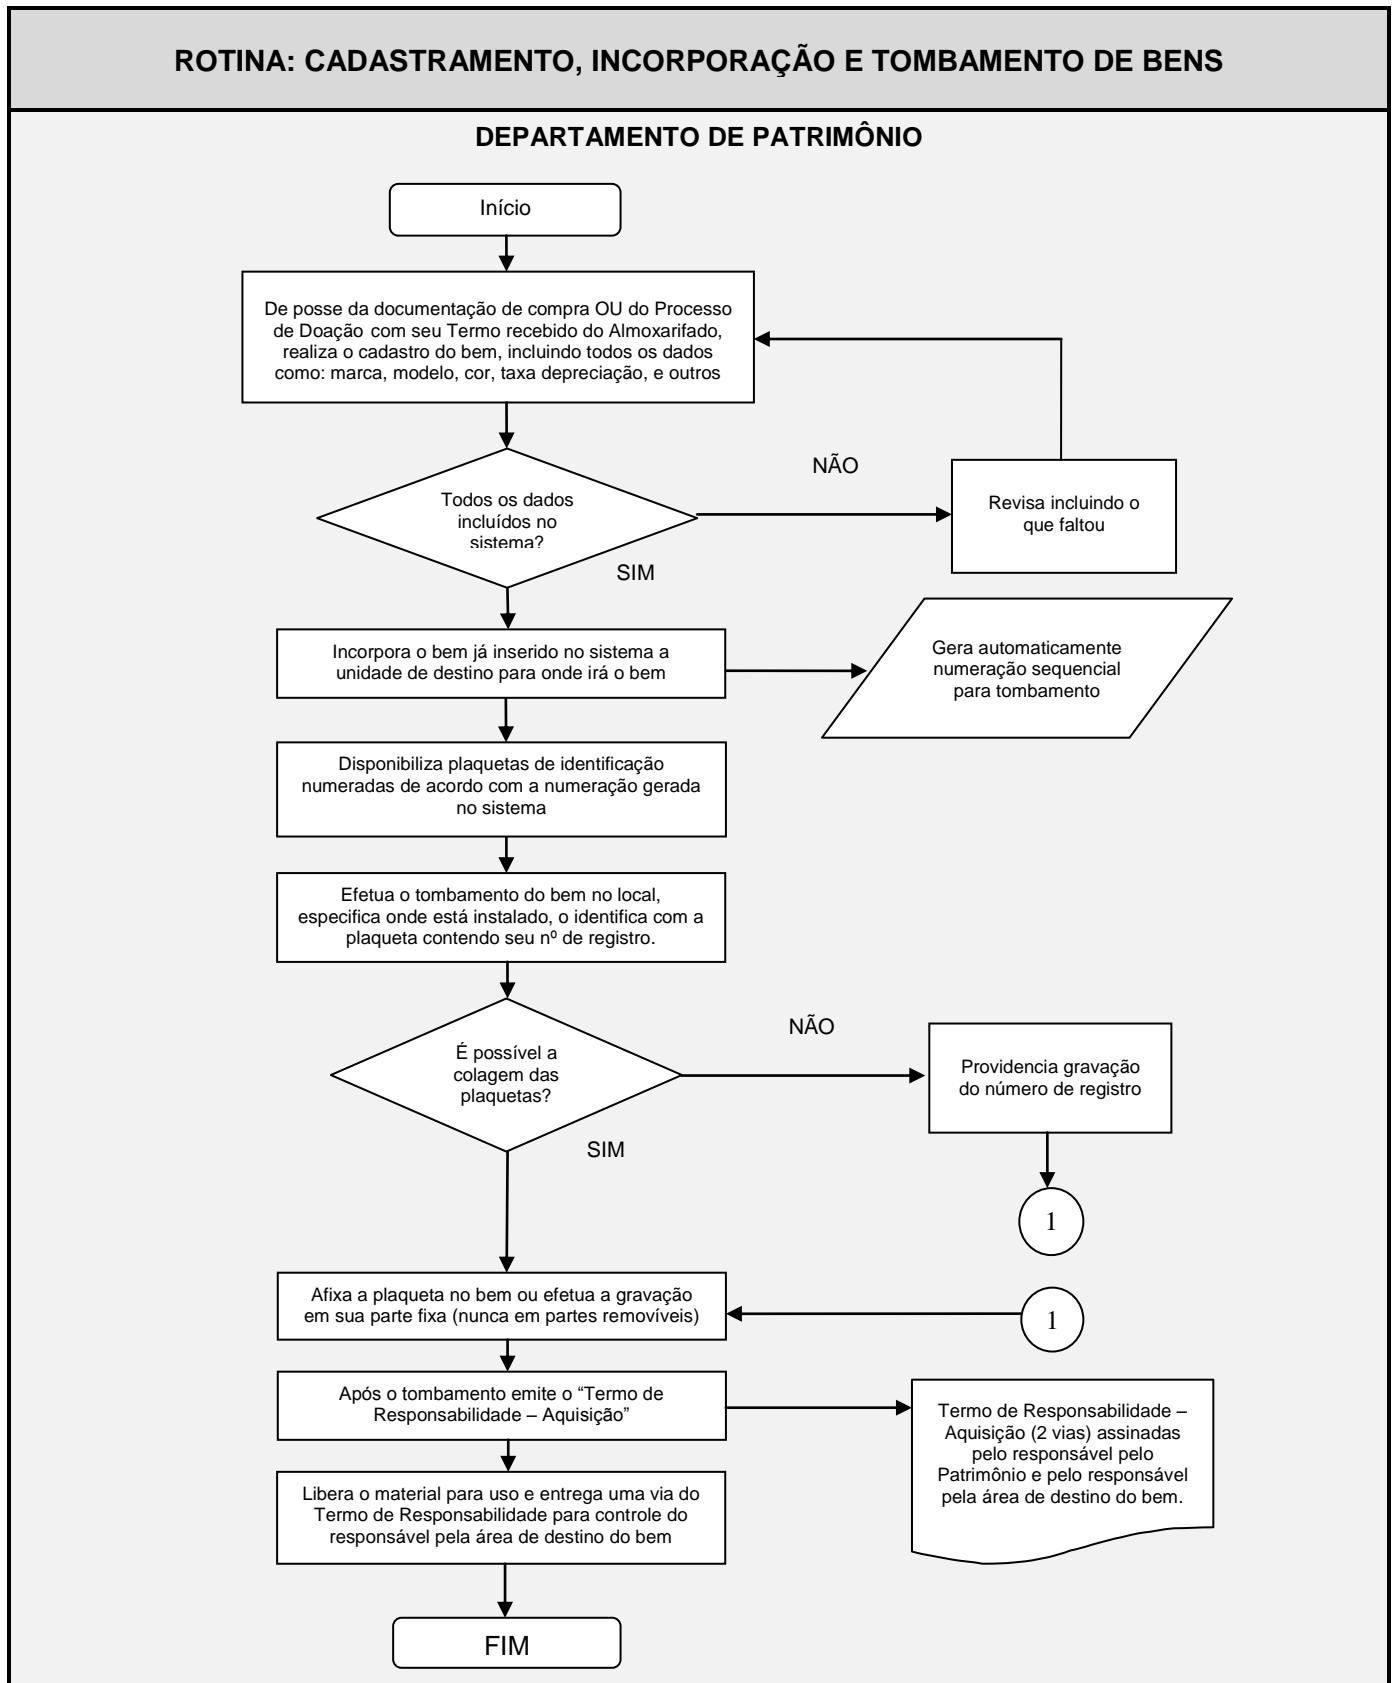 ROTINA: CADASTRAMENTO, INCORPORAÇÃO E TOMBAMENTO DE BENS
DEPARTAMENTO DE PATRIMÔNIO
Início
De posse da documentação de compra OU do Processo
de Doação com seu Termo recebido do Almoxarifado,
realiza o cadastro do bem, incluindo todos os dados
como: marca, modelo, cor, taxa depreciação, e outros
NÃO
Todos os dados
incluídos no
sistema?
Revisa incluindo o
que faltou
SIM
Incorpora o bem já inserido no sistema a
unidade de destino para onde irá o bem
Gera automaticamente
numeração sequencial
para tombamento
Disponibiliza plaquetas de identificação
numeradas de acordo com a numeração gerada
no sistema
Efetua o tombamento do bem no local,
especifica onde está instalado, o identifica com a
plaqueta contendo seu nº de registro.
NÃO
É possível a
colagem das
plaquetas?
Providencia gravação
do número de registro
SIM
1
Afixa a plaqueta no bem ou efetua a gravação
em sua parte fixa (nunca em partes removíveis)
1
Após o tombamento emite o “Termo de
Responsabilidade – Aquisição”
Termo de Responsabilidade –
Aquisição (2 vias) assinadas
pelo responsável pelo
Patrimônio e pelo responsável
pela área de destino do bem.
Libera o material para uso e entrega uma via do
Termo de Responsabilidade para controle do
responsável pela área de destino do bem
FIM